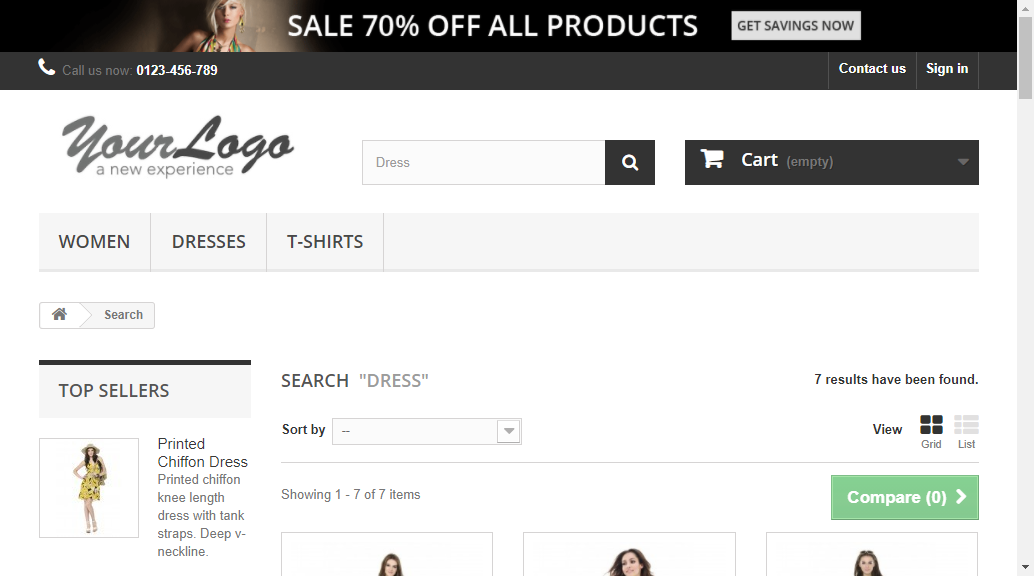 SALE 70% OFF ALL PRODUCTS GET SAVINGS NOW
Call us now: 0123-456-789 Contact us Sign in
YourLogo
a new experience
Dress
Cart (empty)
WOMEN DRESSES T-SHIRTS
Search
TOP SELLERS
Printed
Chiffon Dress
Printed chiffon
knee length
dress with tank
straps. Deep v-
neckline.
SEARCH "DRESS" 7 results have been found.
Sort by -- View Grid List
Showing 1 - 7 of 7 items Compare (0)